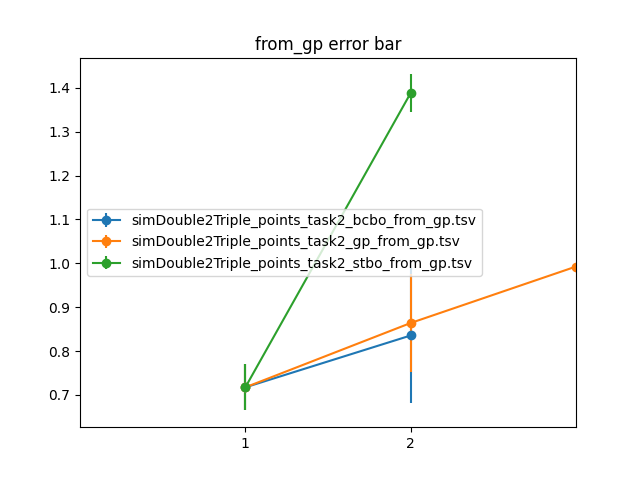 from_gp error bar
1.4
1.3
1.2
1.1
1.0
0.9
0.8
0.7
simDouble2Triple_points_task2_bcbo_from_gp.tsv
simDouble2Triple_points_task2_gp_from_gp.tsv
simDouble2Triple_points_task2_stbo_from_gp.tsv
1 2